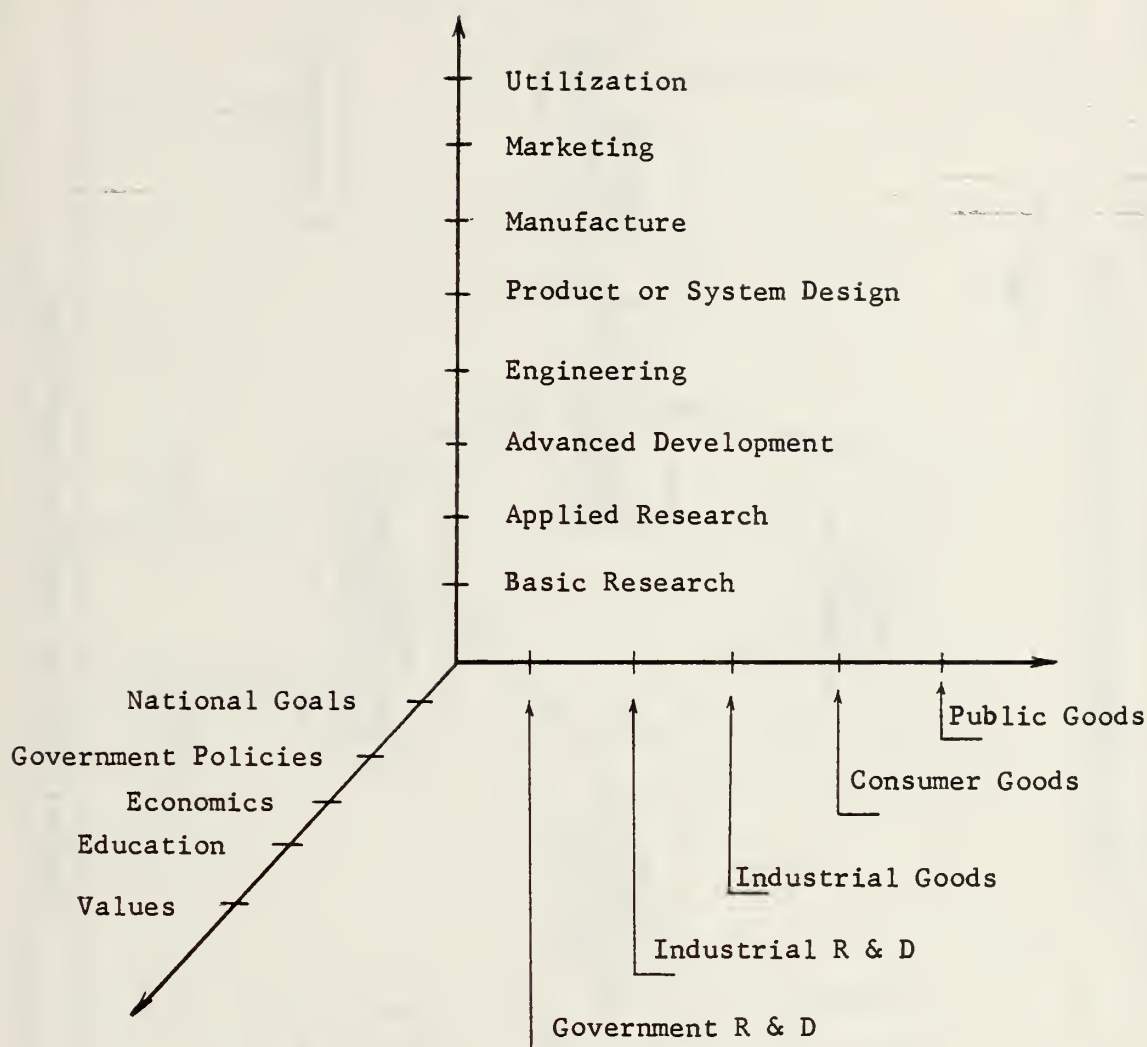 Utilization
Marketing
Manufacture
Product or System Design
Engineering
Advanced Development
Applied Research
Basic Research
National Goals
Government Policies
Economics
Education
Values
Public Goods
Consumer Goods
Industrial Goods
Industrial R & D
Government R & D